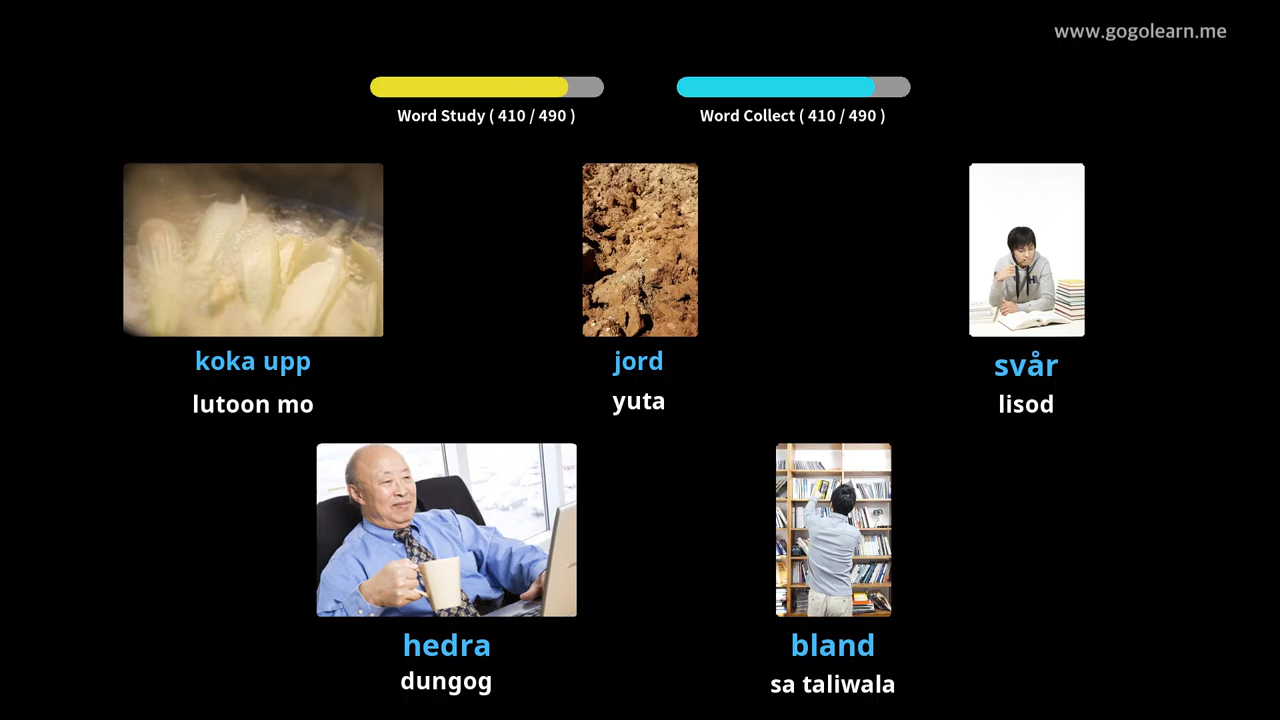 www.gogolearn.me
Word Study ( 410 / 490 )
Word Collect ( 410 / 490 )
koka upp
lutoon mo
jord
yuta
svår
lisod
hedra
dungog
bland
sa taliwala